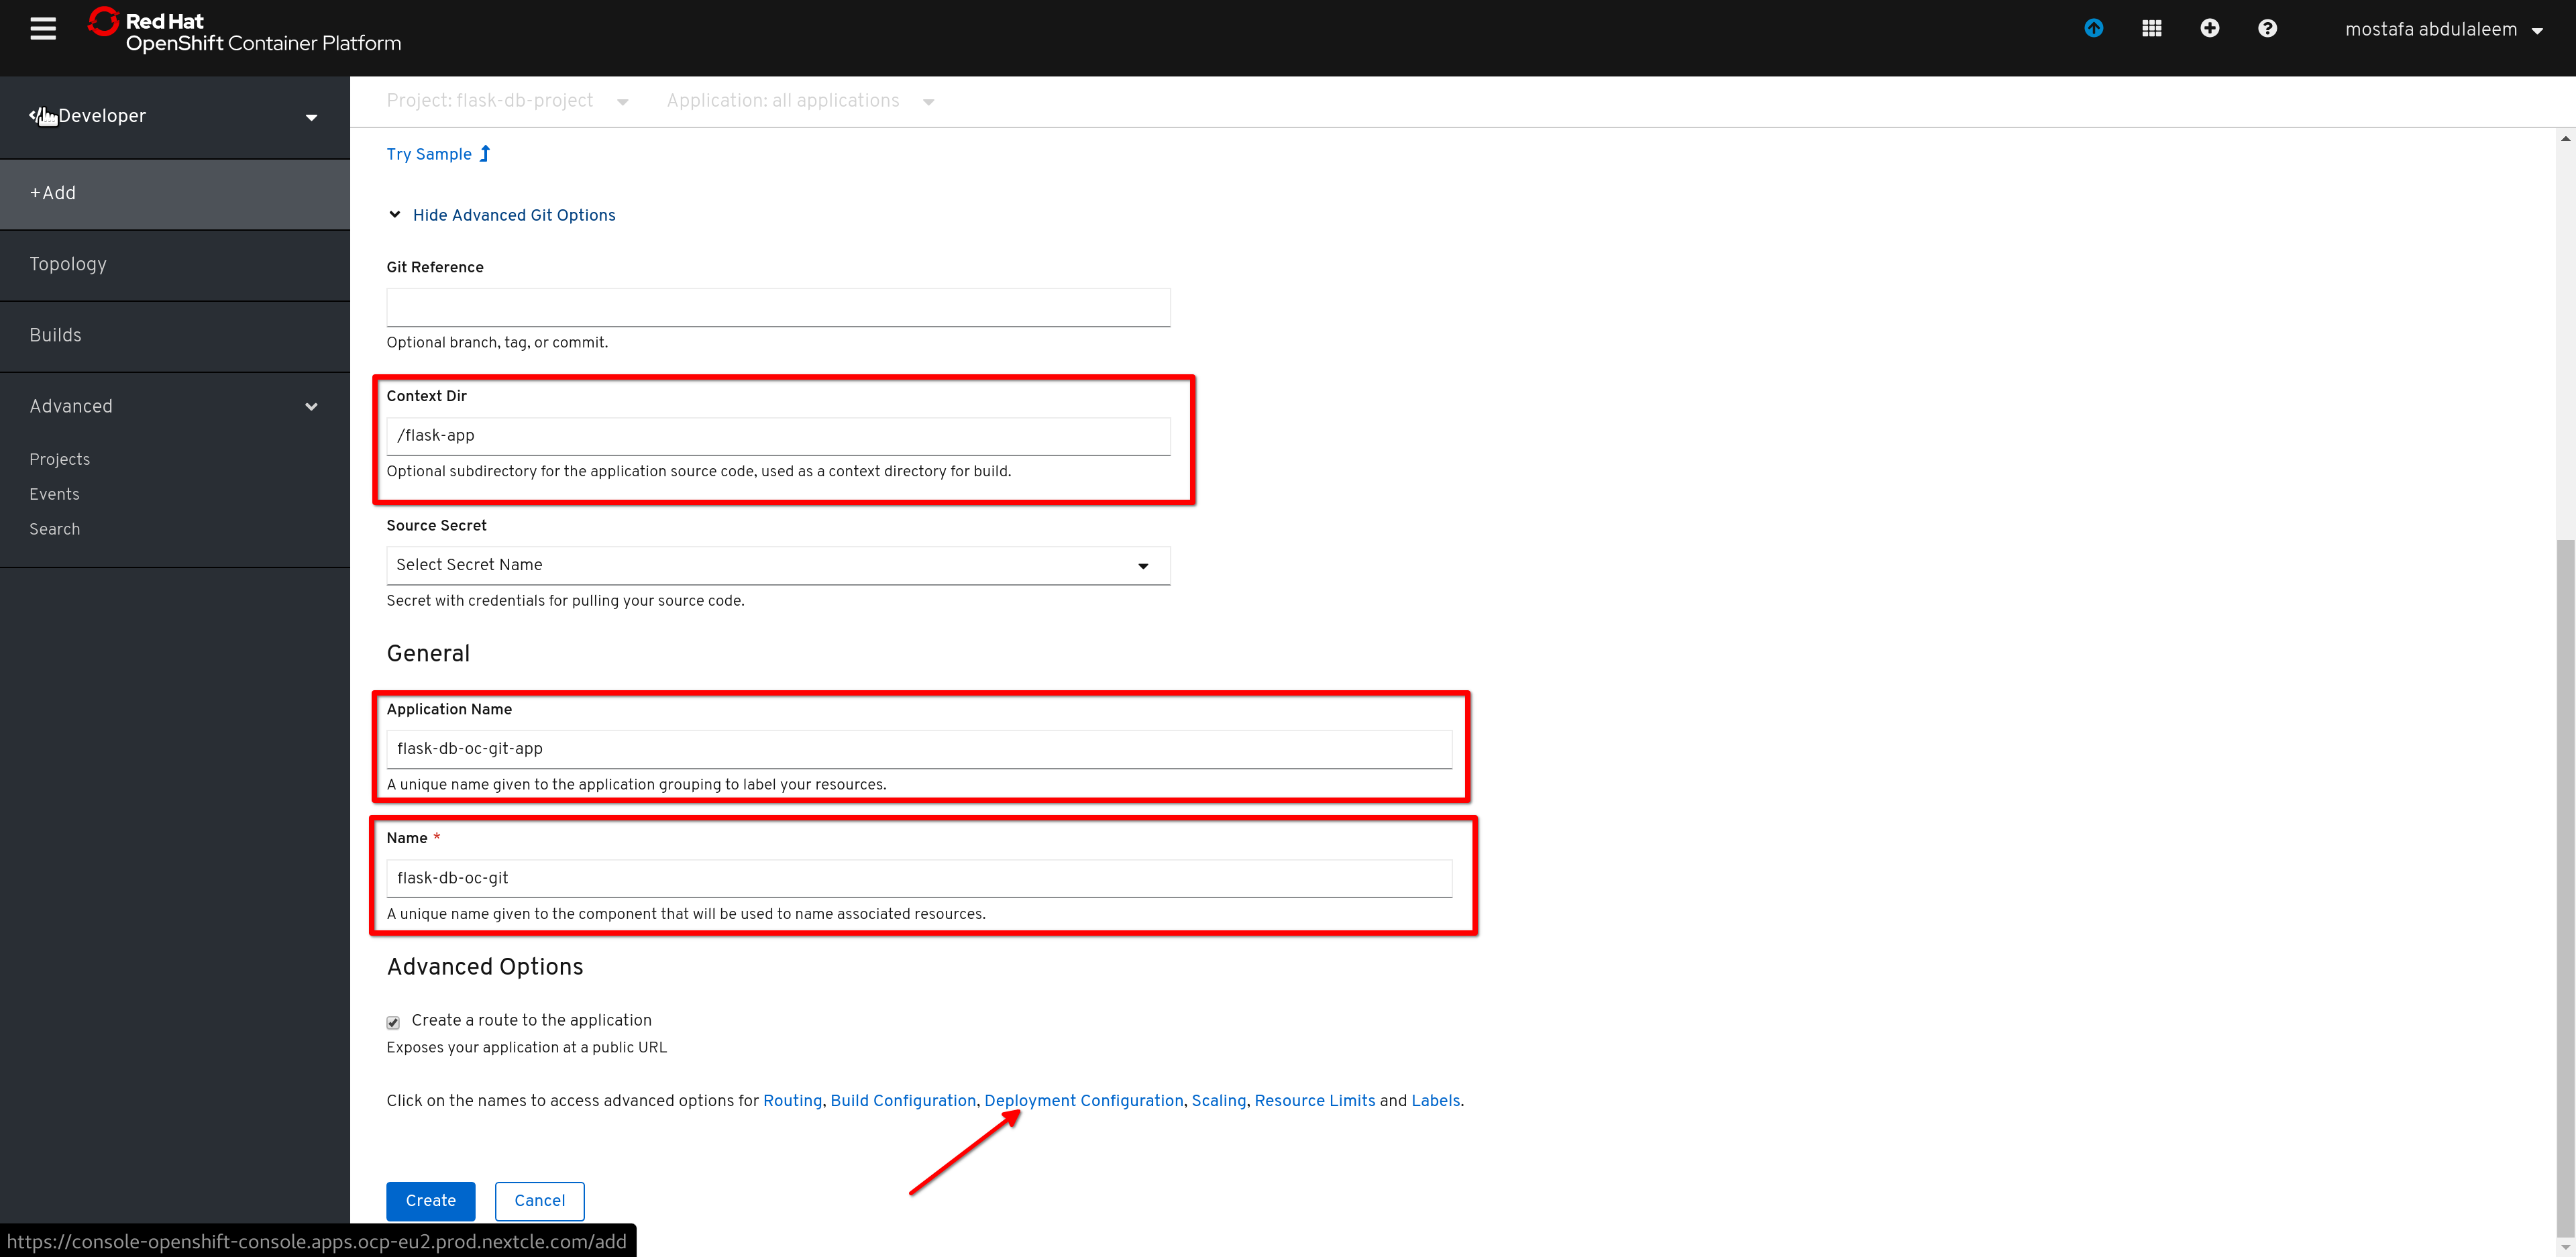 Red Hat
OpenShift Container Platform
mostafa abdulaleem
Developer
+Add
Topology
Builds
Advanced
Projects
Events
Search
Project: flask-db-project
Application: all applications
Try Sample
Hide Advanced Git Options
Git Reference
Optional branch, tag, or commit.
Context Dir
/flask-app
Optional subdirectory for the application source code, used as a context directory for build.
Source Secret
Select Secret Name
Secret with credentials for pulling your source code.
General
Application Name
flask-db-oc-git-app
A unique name given to the application grouping to label your resources.
Name *
flask-db-oc-git
A unique name given to the component that will be used to name associated resources.
Advanced Options
Create a route to the application
Exposes your application at a public URL
Click on the names to access advanced options for Routing, Build Configuration, Deployment Configuration, Scaling, Resource Limits and Labels.
Create
Cancel
https://console-openshift-console.apps.ocp-eu2.prod.nextcle.com/add